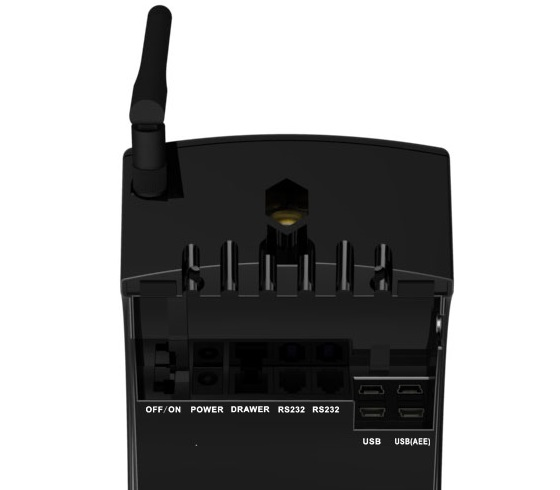 OFF/ON POWER DRAWER RS232 RS232
USB USB(AEE)